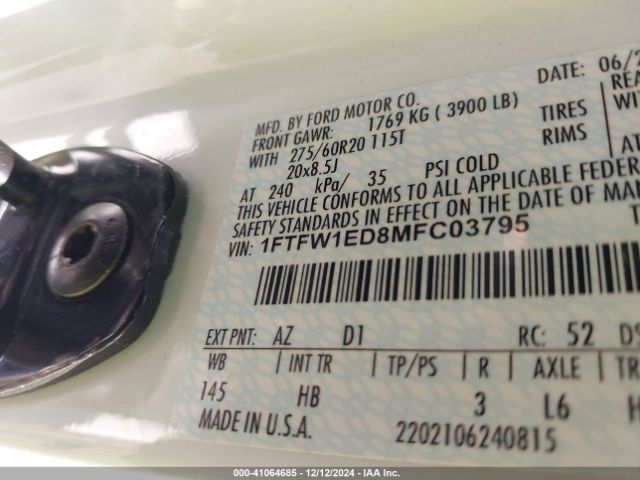 DATE: 06/2
MFD. BY FORD MOTOR CO.
FRONT GAWR: 1769 KG ( 3900 LB)
WITH 275/60R20 115T TIRES
20x8.5J RIMS
AT 240 kPa/ 35 PSI COLD
THIS VEHICLE CONFORMS TO ALL APPLICABLE FEDER
SAFETY STANDARDS IN EFFECT ON THE DATE OF MA
VIN: 1FTFW1ED8MFC03795
EXT PNT: AZ D1 RC: 52 DS
WB INT TR TP/PS R AXLE TR
145 HB 3 L6 H
MADE IN U.S.A. 2202106240815
000-41064685 - 12/12/2024 - IAA Inc.